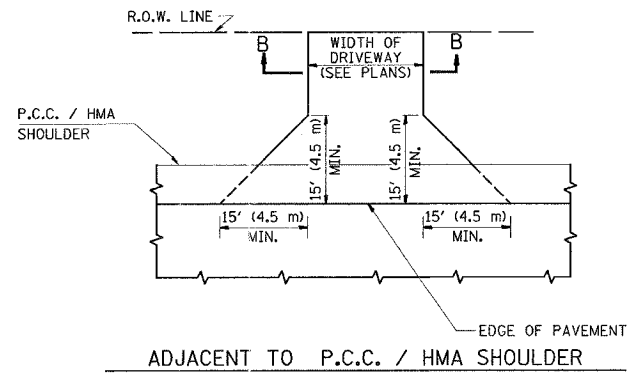 R.O.W. LINE
B
WIDTH OF
DRIVEWAY
(SEE PLANS)
B
P.C.C. / HMA
SHOULDER
15' (4.5 m)
MIN.
15' (4.5 m)
MIN.
15' (4.5 m)
MIN.
15' (4.5 m)
MIN.
EDGE OF PAVEMENT
ADJACENT TO P.C.C. / HMA SHOULDER